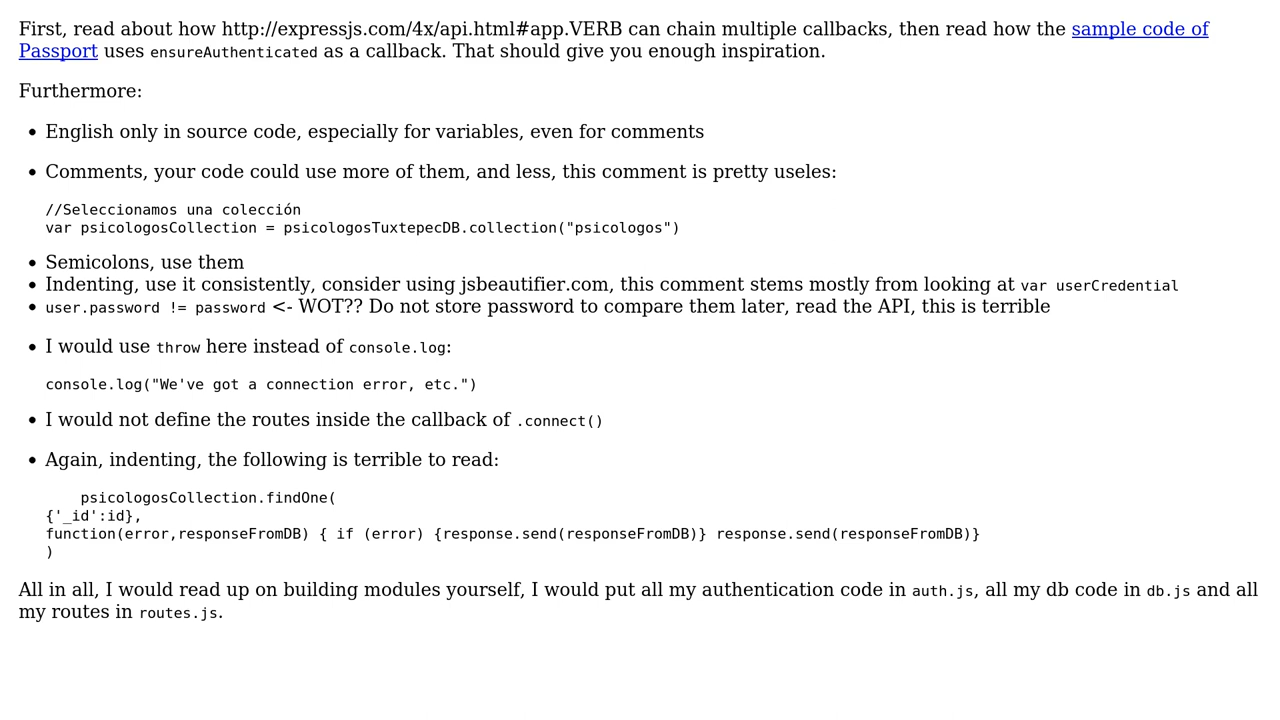 First, read about how http://expressjs.com/4x/api.html#app.VERB can chain multiple callbacks, then read how the sample code of
Passport uses ensureAuthenticated as a callback. That should give you enough inspiration.
Furthermore:
• English only in source code, especially for variables, even for comments
• Comments, your code could use more of them, and less, this comment is pretty useles:
//Seleccionamos una colección
var psicologosCollection = psicologosTuxtepecDB.collection("psicologos")
• Semicolons, use them
• Indenting, use it consistently, consider using jsbeautifier.com, this comment stems mostly from looking at var userCredential
• user.password != password <- WOT?? Do not store password to compare them later, read the API, this is terrible
• I would use throw here instead of console.log:
console.log("We've got a connection error, etc.")
• I would not define the routes inside the callback of .connect()
• Again, indenting, the following is terrible to read:
    psicologosCollection.findOne(
{'_id':id},
function(error,responseFromDB) { if (error) {response.send(responseFromDB)} response.send(responseFromDB)}
)
All in all, I would read up on building modules yourself, I would put all my authentication code in auth.js, all my db code in db.js and all
my routes in routes.js.